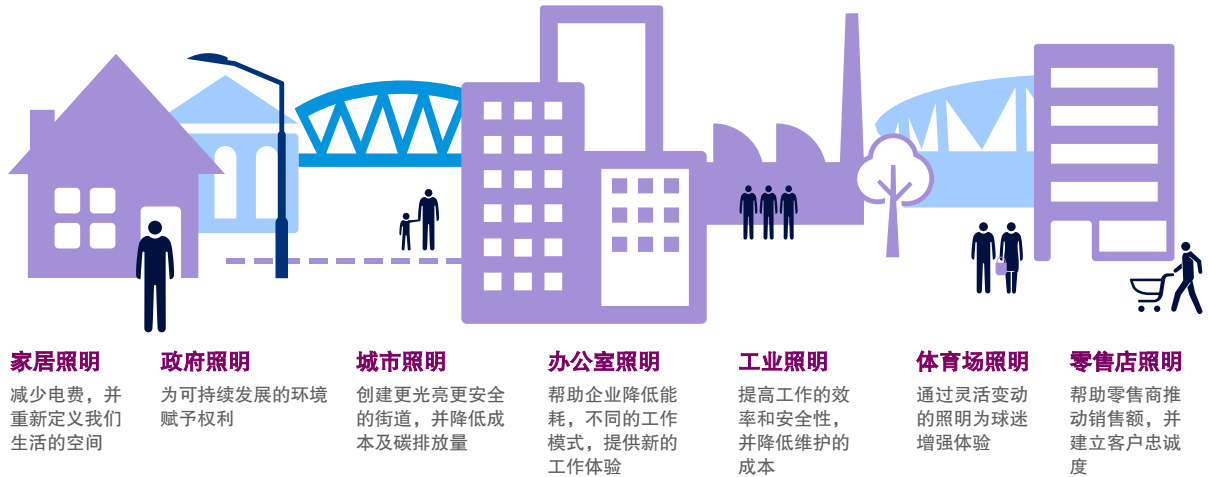 家居照明
减少电费，并
重新定义我们
生活的空间
政府照明
为可持续发展的环境
赋予权利
城市照明
创建更光亮更安全
的街道，并降低成
本及碳排放量
办公室照明
帮助企业降低能
耗，不同的工作
模式，提供新的
工作体验
工业照明
提高工作的效
率和安全性，
并降低维护的
成本
体育场照明
通过灵活变动
的照明为球迷
增强体验
零售店照明
帮助零售商推
动销售额，并
建立客户忠诚
度